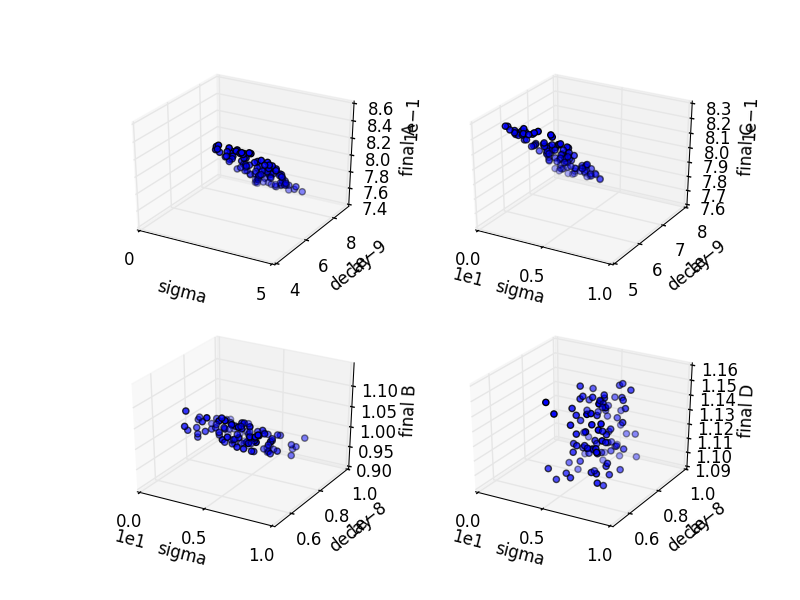 8.6
8.4
8.2
8.0
7.8
7.6
7.4
final A
1e−1
0
5
sigma
4
6
8
decay
1e−9
8.3
8.2
8.1
8.0
7.9
7.8
7.7
7.6
final C
1e−1
0.0
0.5
1.0
1e1
sigma
5
6
7
8
decay
1e−9
1.10
1.05
1.00
0.95
0.90
final B
0.0
0.5
1.0
1e1
sigma
0.6
0.8
1.0
decay
1e−8
1.16
1.15
1.14
1.13
1.12
1.11
1.10
1.09
final D
0.0
0.5
1.0
1e1
sigma
0.6
0.8
1.0
decay
1e−8